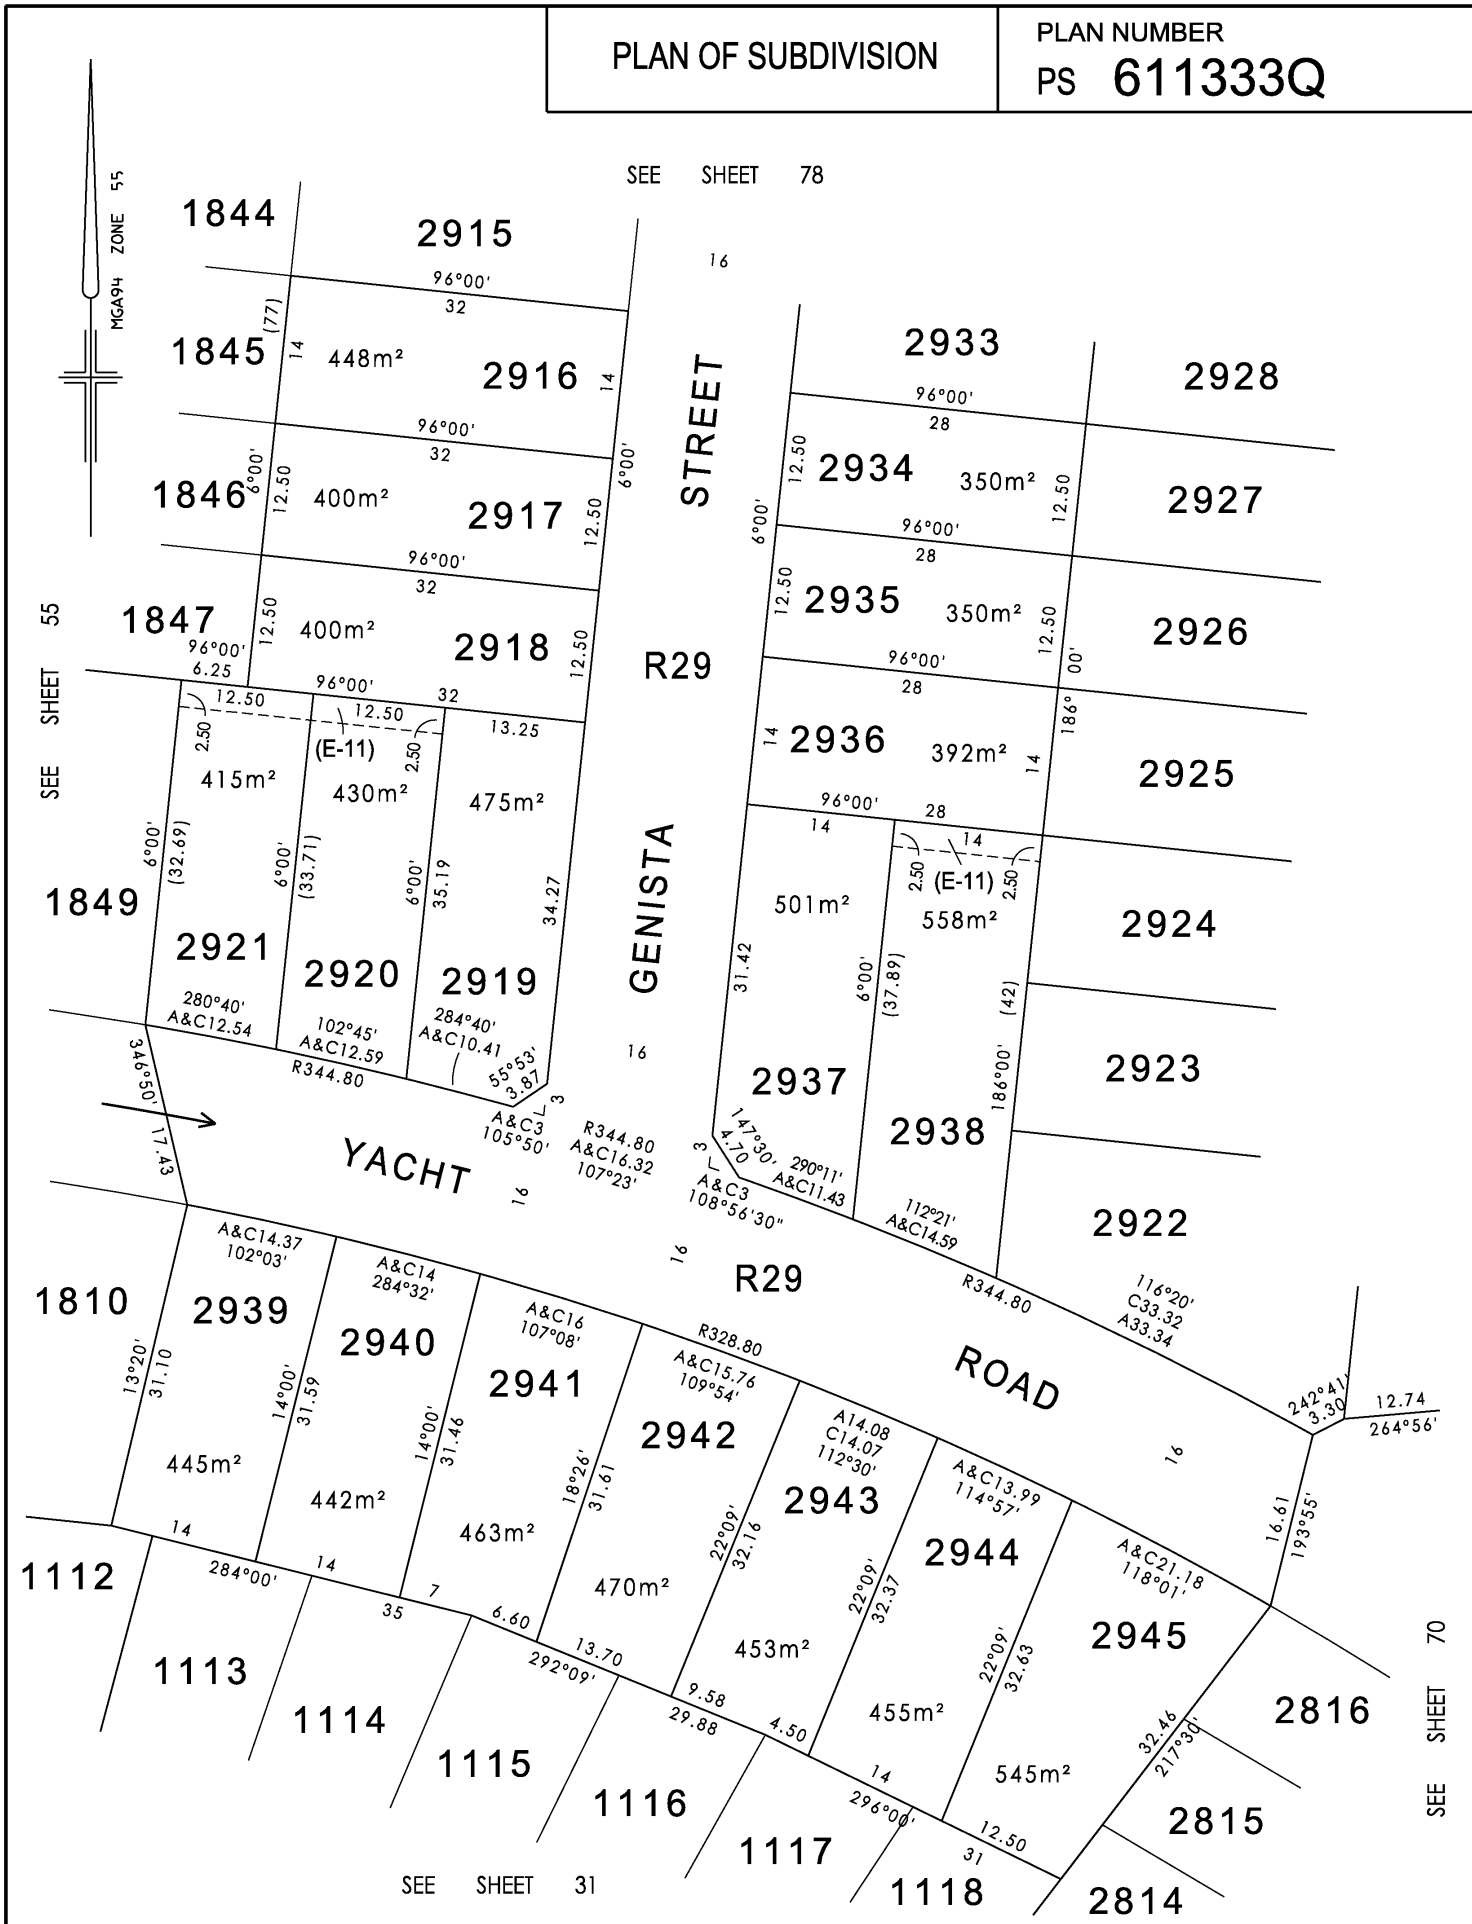 PLAN OF SUBDIVISION
PLAN NUMBER
PS 611333Q
MGA94 ZONE 55
SEE SHEET 78
1844
2915
16
96°00'
32
(77)
1845
14
448m²
2916
14
96°00'
32
6°00'
1846
6°00'
12.50
400m²
2917
12.50
96°00'
32
1847
12.50
400m²
2918
12.50
96°00'
6.25
96°00'
32
SEE SHEET 55
STREET
R29
GENISTA
2933
2928
96°00'
28
12.50
2934
350m²
12.50
2927
6°00'
96°00'
28
12.50
2935
350m²
12.50
2926
96°00'
28
186° 00'
14
2936
392m²
14
2925
96°00'
28
14
14
12.50
12.50
13.25
2.50
(E-11)
2.50
415m²
430m²
475m²
6°00'
(32.69)
6°00'
(33.71)
6°00'
35.19
34.27
1849
2921
2920
2919
280°40'
A&C12.54
102°45'
A&C12.59
284°40'
A&C10.41
R344.80
55°53'
3.87
3
A&C3
105°50'
16
2.50
(E-11)
2.50
501m²
558m²
2924
31.42
6°00'
(37.89)
(42)
186°00'
2937
2938
2923
2922
147°30'
4.70
3
A&C3
108°56'30"
290°11'
A&C11.43
112°21'
A&C14.59
R344.80
116°20'
C33.32
A33.34
346°50'
17.43
YACHT
16
R344.80
A&C16.32
107°23'
16
R29
ROAD
16
242°41'
3.30
12.74
264°56'
16.61
193°55'
1810
A&C14.37
102°03'
2939
A&C14
284°32'
2940
A&C16
107°08'
2941
R328.80
A&C15.76
109°54'
2942
A14.08
C14.07
112°30'
2943
A&C13.99
114°57'
2944
A&C21.18
118°01'
2945
13°20'
31.10
14°00'
31.59
14°00'
31.46
18°26'
31.61
22°09'
32.16
22°09'
32.37
22°09'
32.63
32.46
217°30'
445m²
442m²
463m²
470m²
453m²
455m²
545m²
14
284°00'
14
35
7
6.60
13.70
292°09'
9.58
29.88
4.50
14
296°00'
12.50
31
1112
1113
1114
1115
1116
1117
1118
2814
2815
2816
SEE SHEET 31
SEE SHEET 70